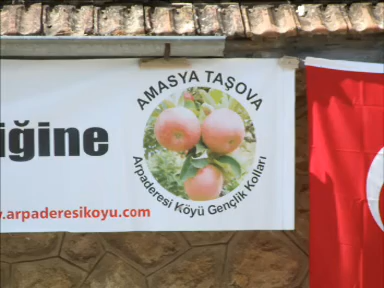 AMASYA TAŞOVA
iğine
Arpaderesi Köyü Gençlik Kolları
.arpaderesikoyu.com